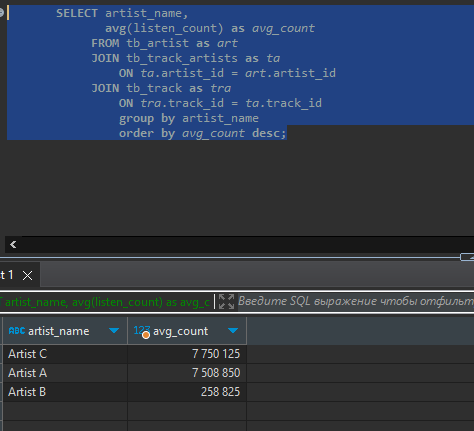 SELECT artist_name,
avg(listen_count) as avg_count
FROM tb_artist as art
JOIN tb_track_artists as ta
ON ta.artist_id = art.artist_id
JOIN tb_track as tra
ON tra.track_id = ta.track_id
group by artist_name
order by avg_count desc;
t 1
artist_name, avg(listen_count) as avg_c Введите SQL выражение чтобы отфильт
ABC artist_name 123 avg_count
Artist C 7 750 125
Artist A 7 508 850
Artist B 258 825